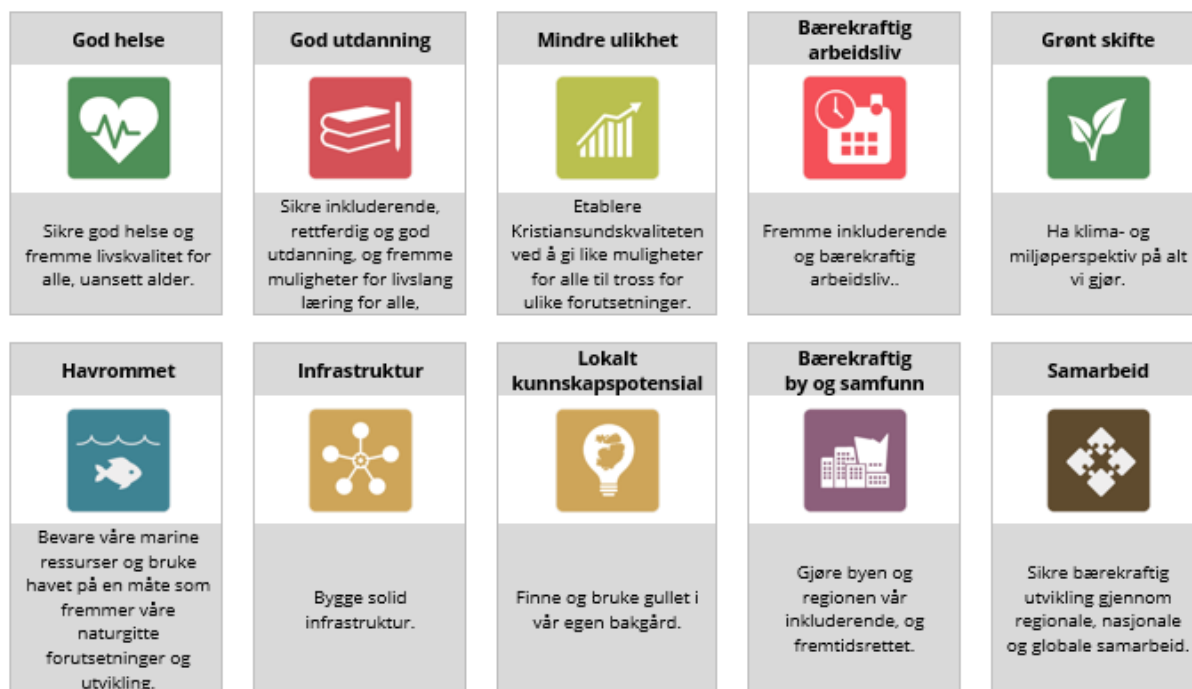 God helse
Sikre god helse og
fremme livskvalitet for
alle, uansett alder.
God utdanning
Sikre inkluderende,
rettferdig og god
utdanning, og fremme
muligheter for livslang
læring for alle,
Mindre ulikhet
Etablere
Kristiansundskvaliteten
ved å gi like muligheter
for alle til tross for
ulike forutsetninger.
Bærekraftig
arbeidsliv
Fremme inkluderende
og bærekraftig
arbeidsliv..
Grønt skifte
Ha klima- og
miljøperspektiv på alt
vi gjør.
Havrommet
Bevare våre marine
ressurser og bruke
havet på en måte som
fremmer våre
naturgitte
forutsetninger og
utvikling.
Infrastruktur
Bygge solid
infrastruktur.
Lokalt
kunnskapspotensial
Finne og bruke gullet i
vår egen bakgård.
Bærekraftig
by og samfunn
Gjøre byen og
regionen vår
inkluderende, og
fremtidsrettet.
Samarbeid
Sikre bærekraftig
utvikling gjennom
regionale, nasjonale
og globale samarbeid.